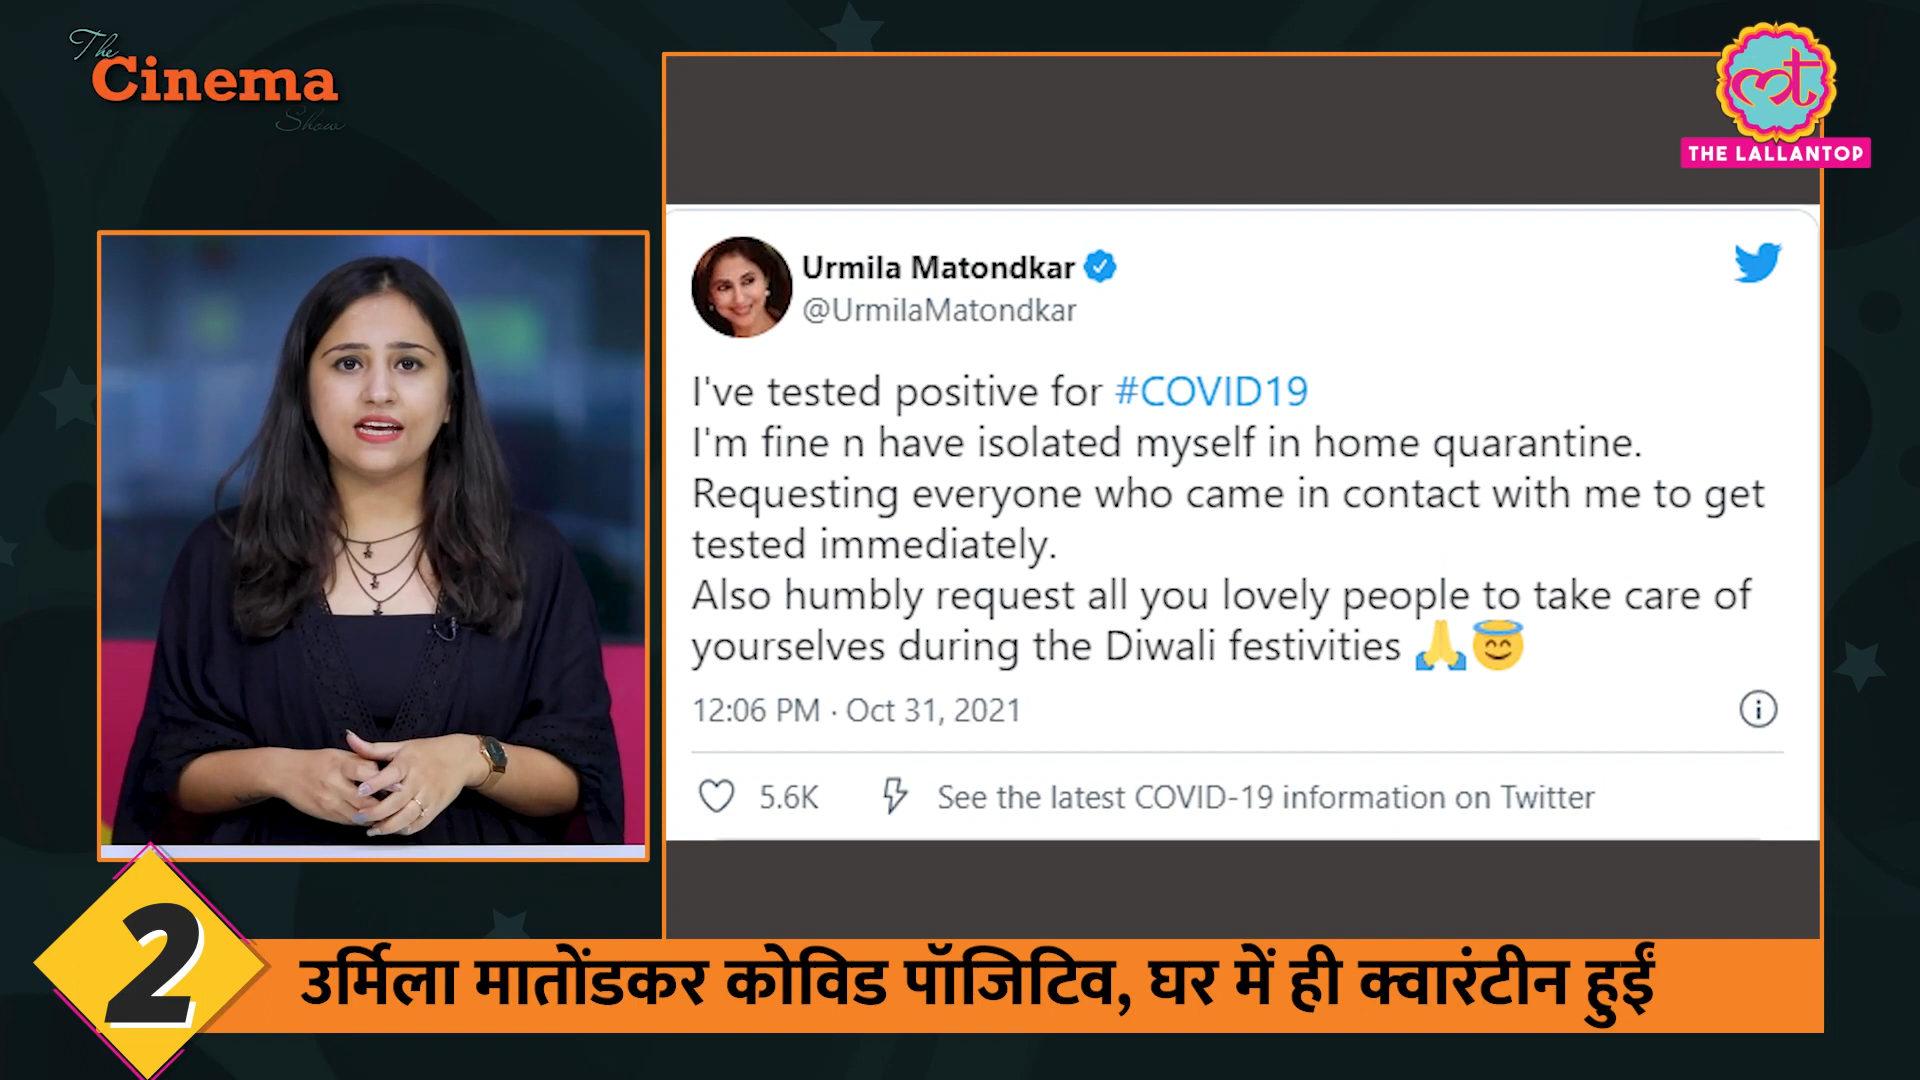 The
Cinema
Show
THE LALLANTOP
Urmila Matondkar
@UrmilaMatondkar
I've tested positive for #COVID19
I'm fine n have isolated myself in home quarantine.
Requesting everyone who came in contact with me to get
tested immediately.
Also humbly request all you lovely people to take care of
yourselves during the Diwali festivities 🙏😇
12:06 PM · Oct 31, 2021
5.6K See the latest COVID-19 information on Twitter
2
उर्मिला मातोंडकर कोविड पॉजिटिव, घर में ही क्वारंटीन हुईं